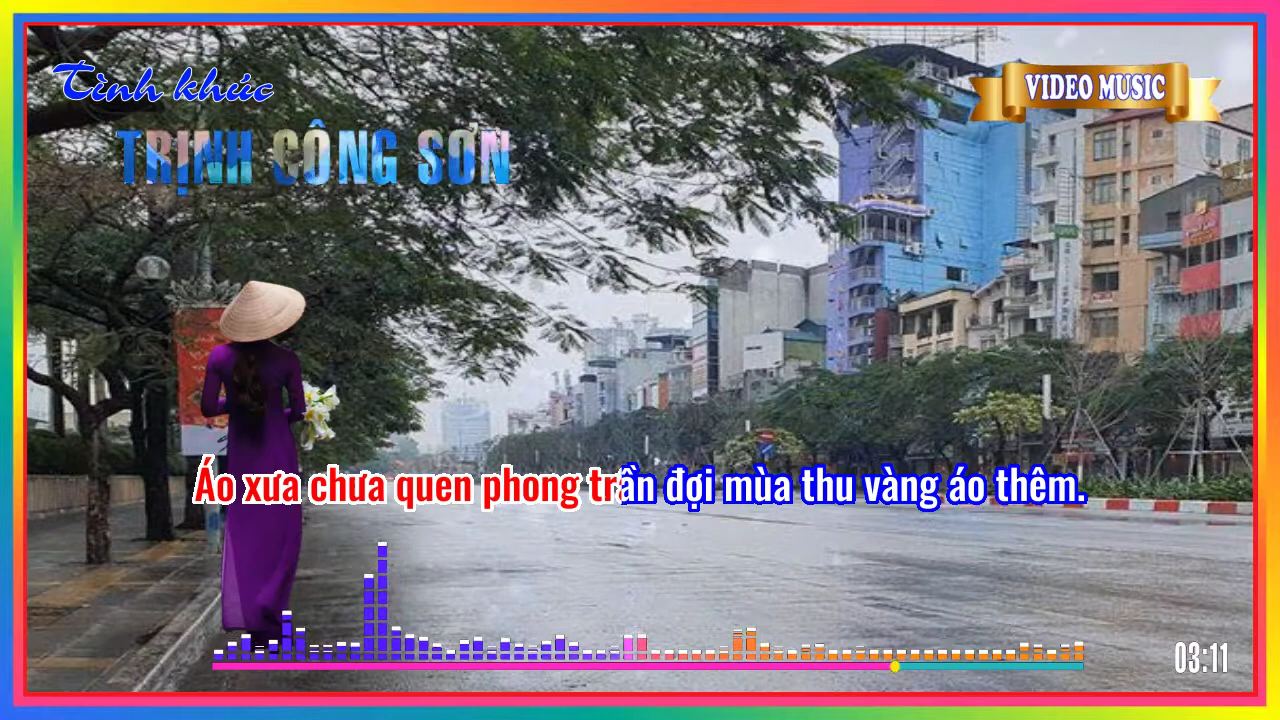 Tình khúc
TRỊNH CÔNG SƠN
VIDEO MUSIC
Áo xưa chưa quen phong trần đợi mùa thu vàng áo thêm.
03:11